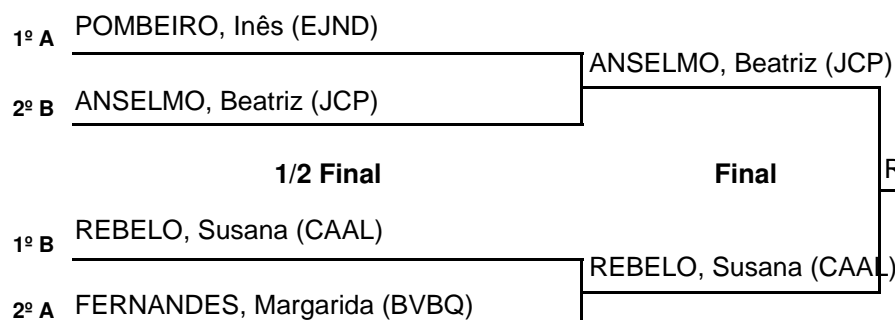 1º A POMBEIRO, Inês (EJND)
ANSELMO, Beatriz (JCP)
2º B ANSELMO, Beatriz (JCP)
1/2 Final Final
1º B REBELO, Susana (CAAL)
REBELO, Susana (CAAL)
2º A FERNANDES, Margarida (BVBQ)